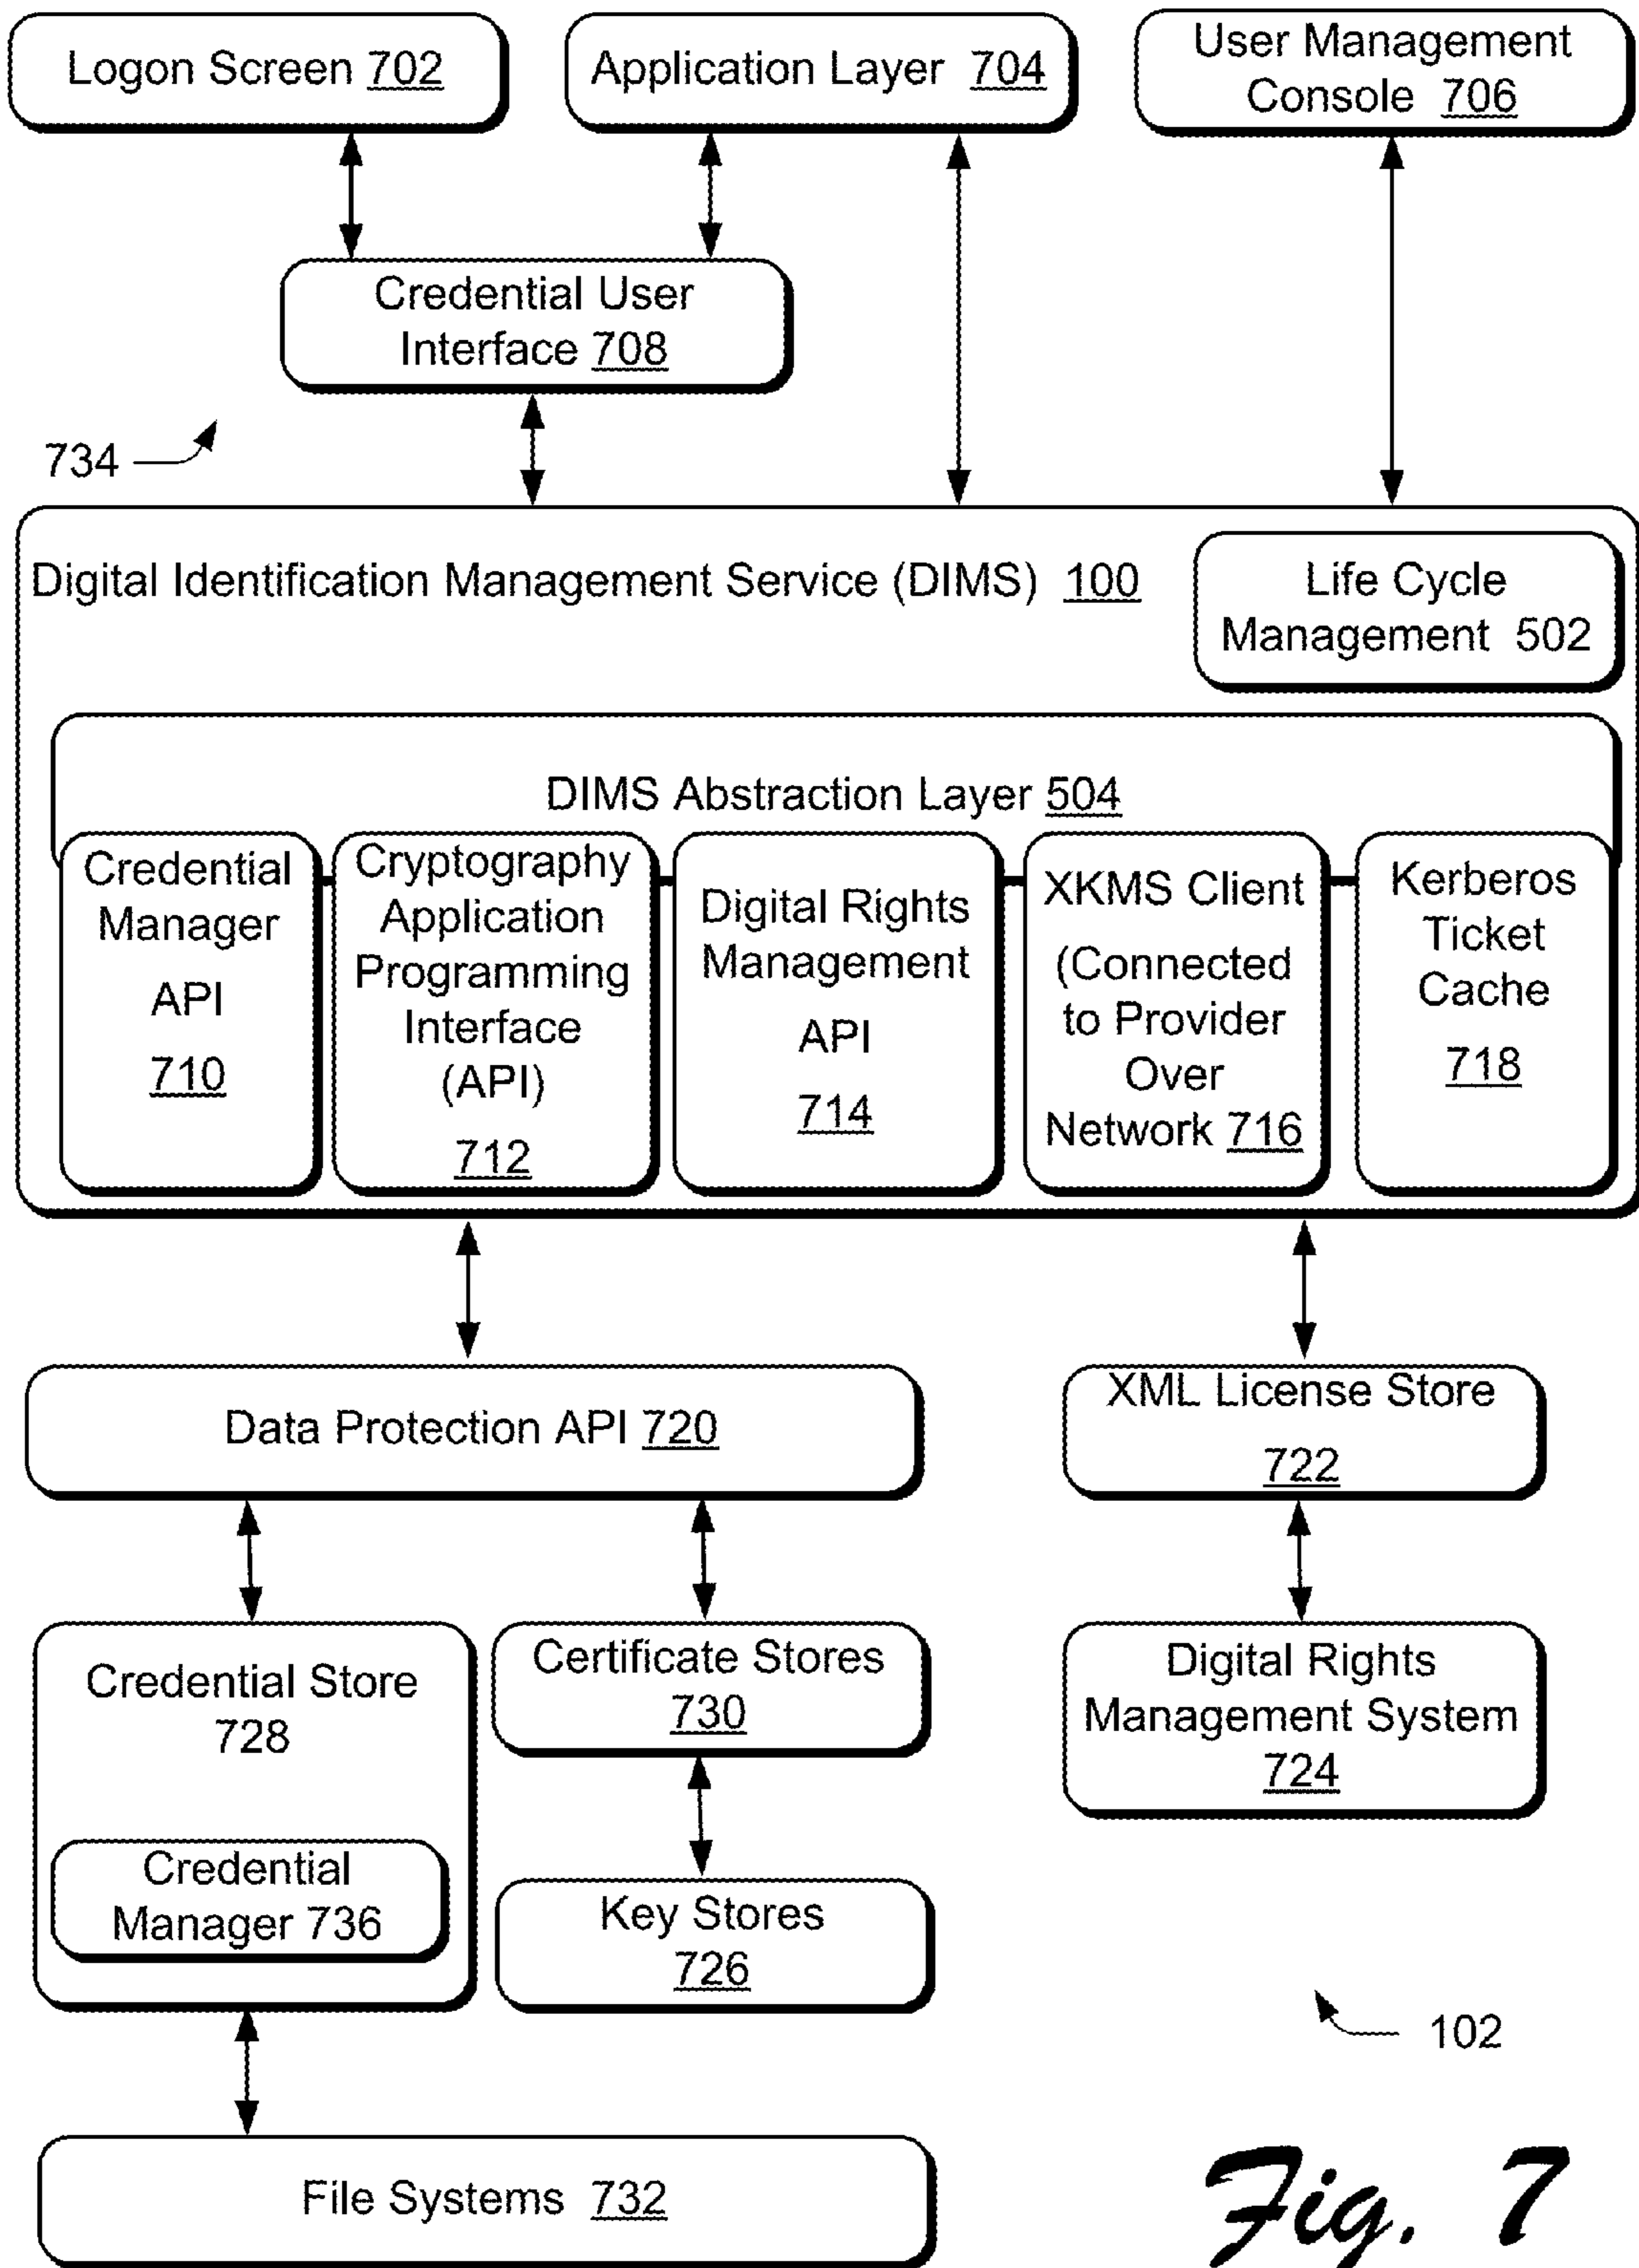 Logon Screen 702
Application Layer 704
User Management
Console 706
Credential User
Interface 708
734
Digital Identification Management Service (DIMS) 100
Life Cycle
Management 502
DIMS Abstraction Layer 504
Credential
Manager
API
710
Cryptography
Application
Programming
Interface
(API)
712
Digital Rights
Management
API
714
XKMS Client
(Connected
to Provider
Over
Network 716
Kerberos
Ticket
Cache
718
Data Protection API 720
XML License Store
722
Credential Store
728
Certificate Stores
730
Digital Rights
Management System
724
Credential
Manager 736
Key Stores
726
102
File Systems 732
Fig. 7